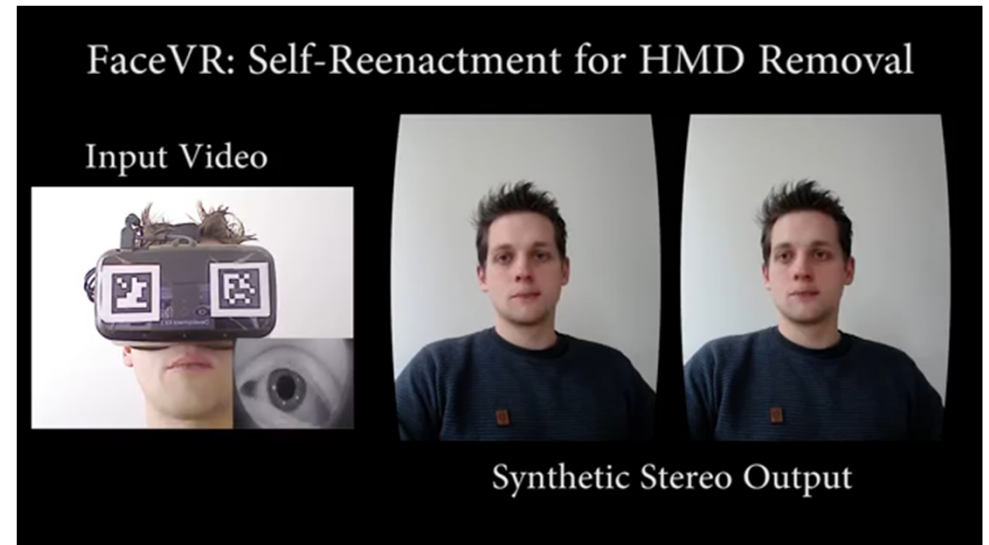 FaceVR: Self-Reenactment for HMD Removal
Input Video
Synthetic Stereo Output